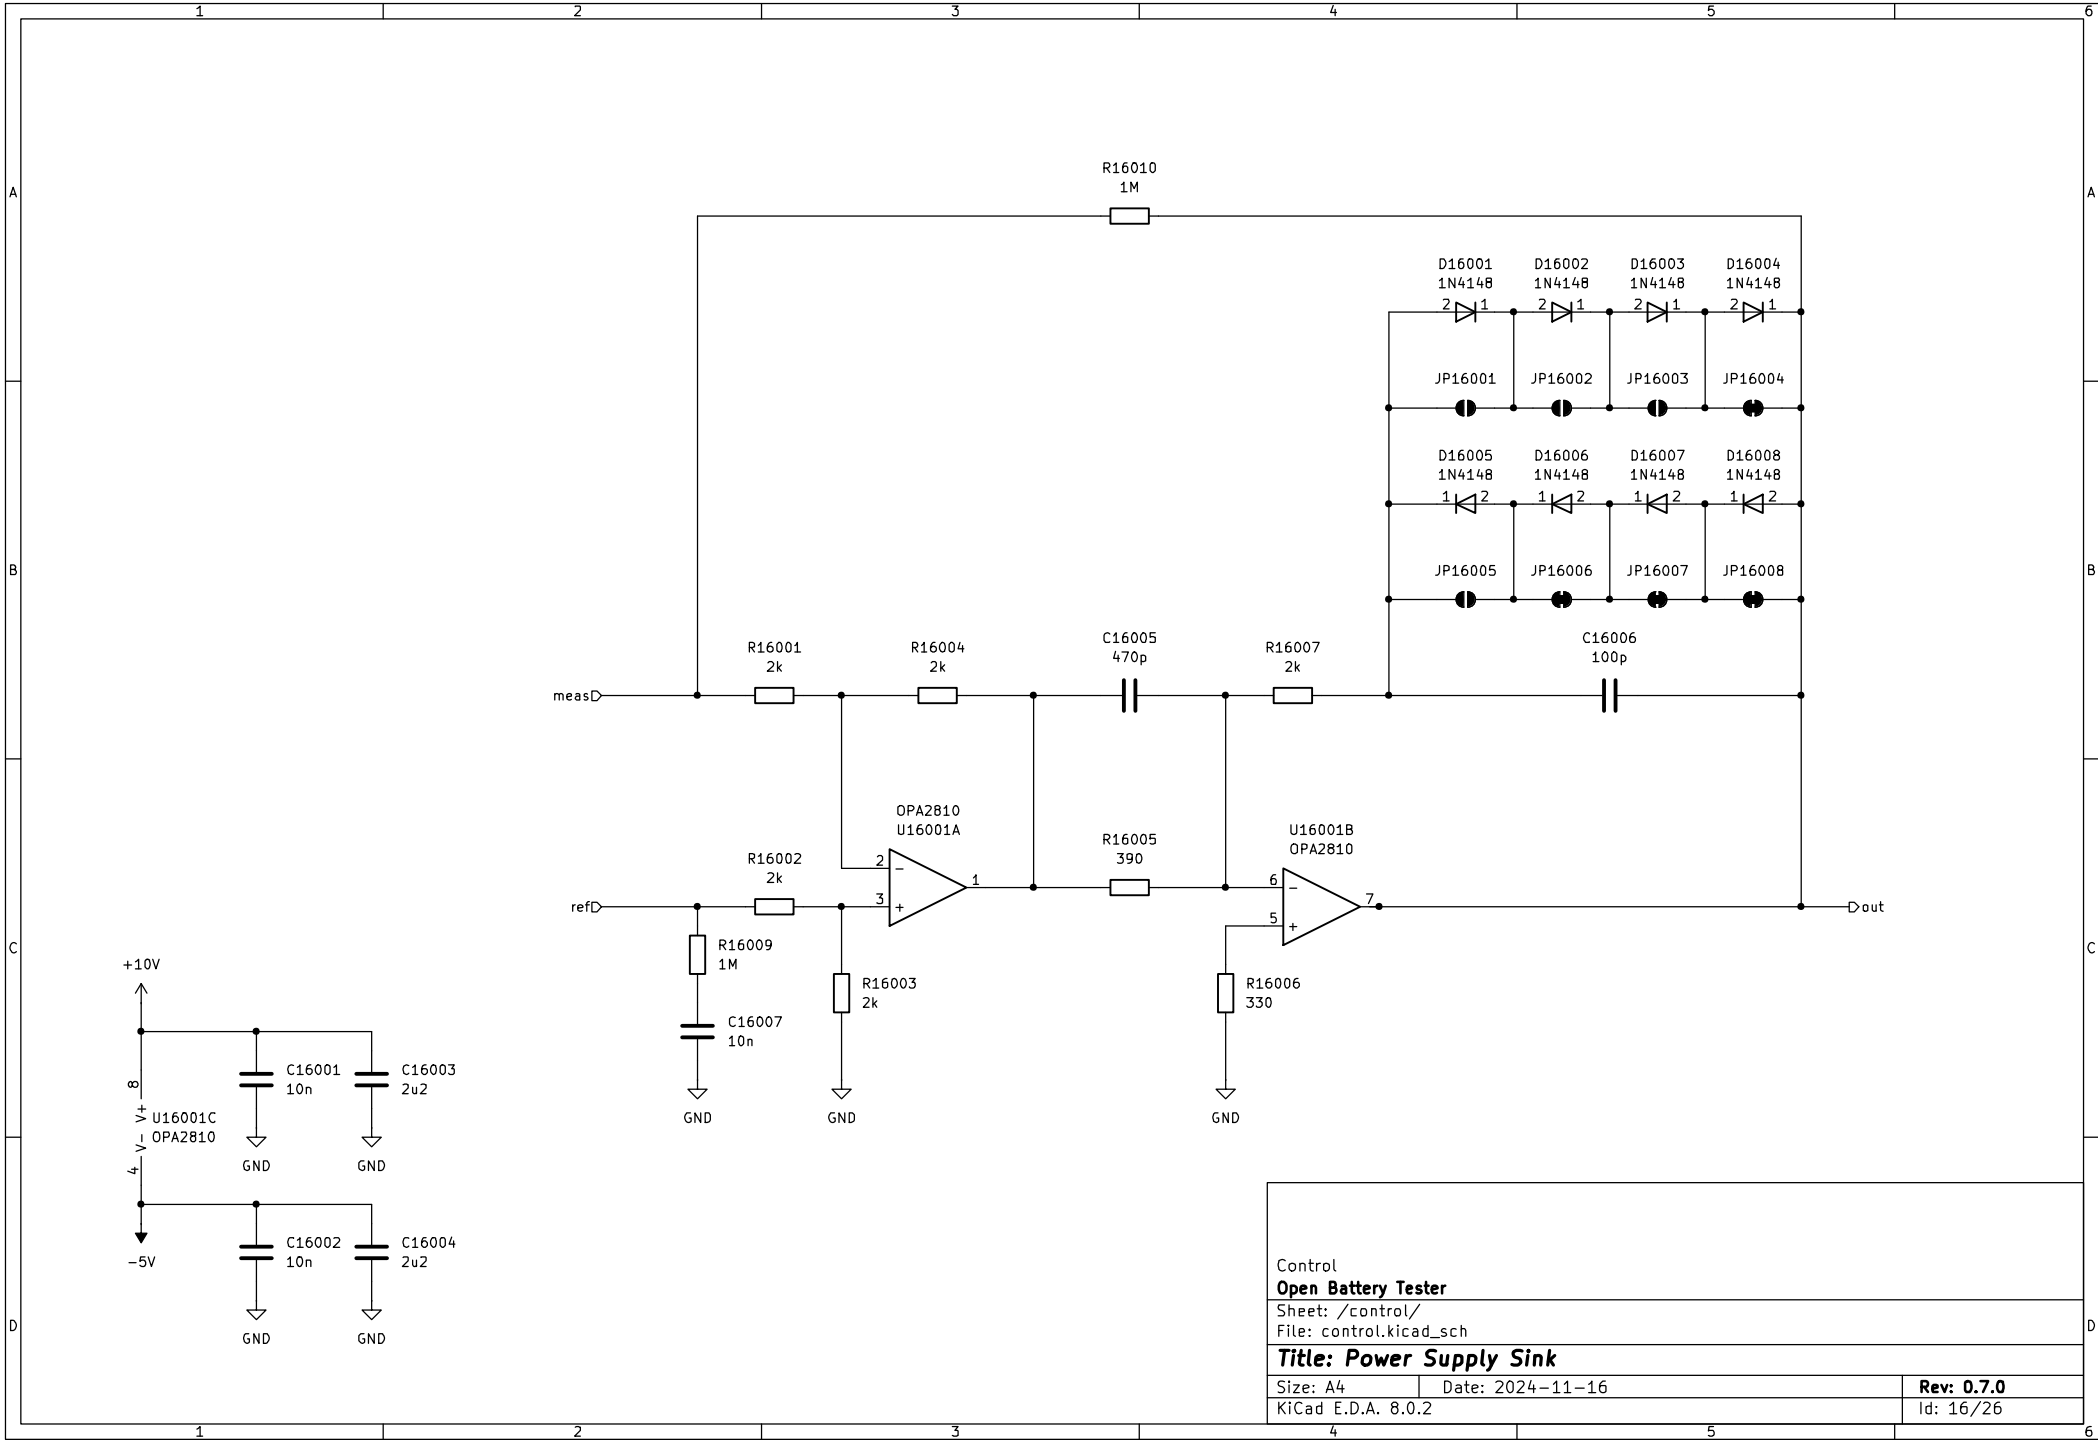 1 2 3 4 5 6
A A
R16010
1M
D16001 D16002 D16003 D16004
1N4148 1N4148 1N4148 1N4148
2 1 2 1 2 1 2 1
JP16001 JP16002 JP16003 JP16004
D16005 D16006 D16007 D16008
1N4148 1N4148 1N4148 1N4148
1 2 1 2 1 2 1 2
B B
JP16005 JP16006 JP16007 JP16008
R16001 R16004 C16005 R16007 C16006
2k 2k 470p 2k 100p
meas
OPA2810
U16001A
U16001B
OPA2810
R16002
2k
R16005
390
2 −
1
3 +
6 −
7
5 +
ref
out
C C
R16009
1M
R16003
2k
R16006
330
C16007
10n
GND GND GND
+10V
C16001
10n
C16003
2u2
8
V+
U16001C
OPA2810
V−
4
GND GND
−5V
C16002
10n
C16004
2u2
GND GND
D D
Control
Open Battery Tester
Sheet: /control/
File: control.kicad_sch
Title: Power Supply Sink
Size: A4 Date: 2024−11−16 Rev: 0.7.0
KiCad E.D.A. 8.0.2 Id: 16/26
1 2 3 4 5 6